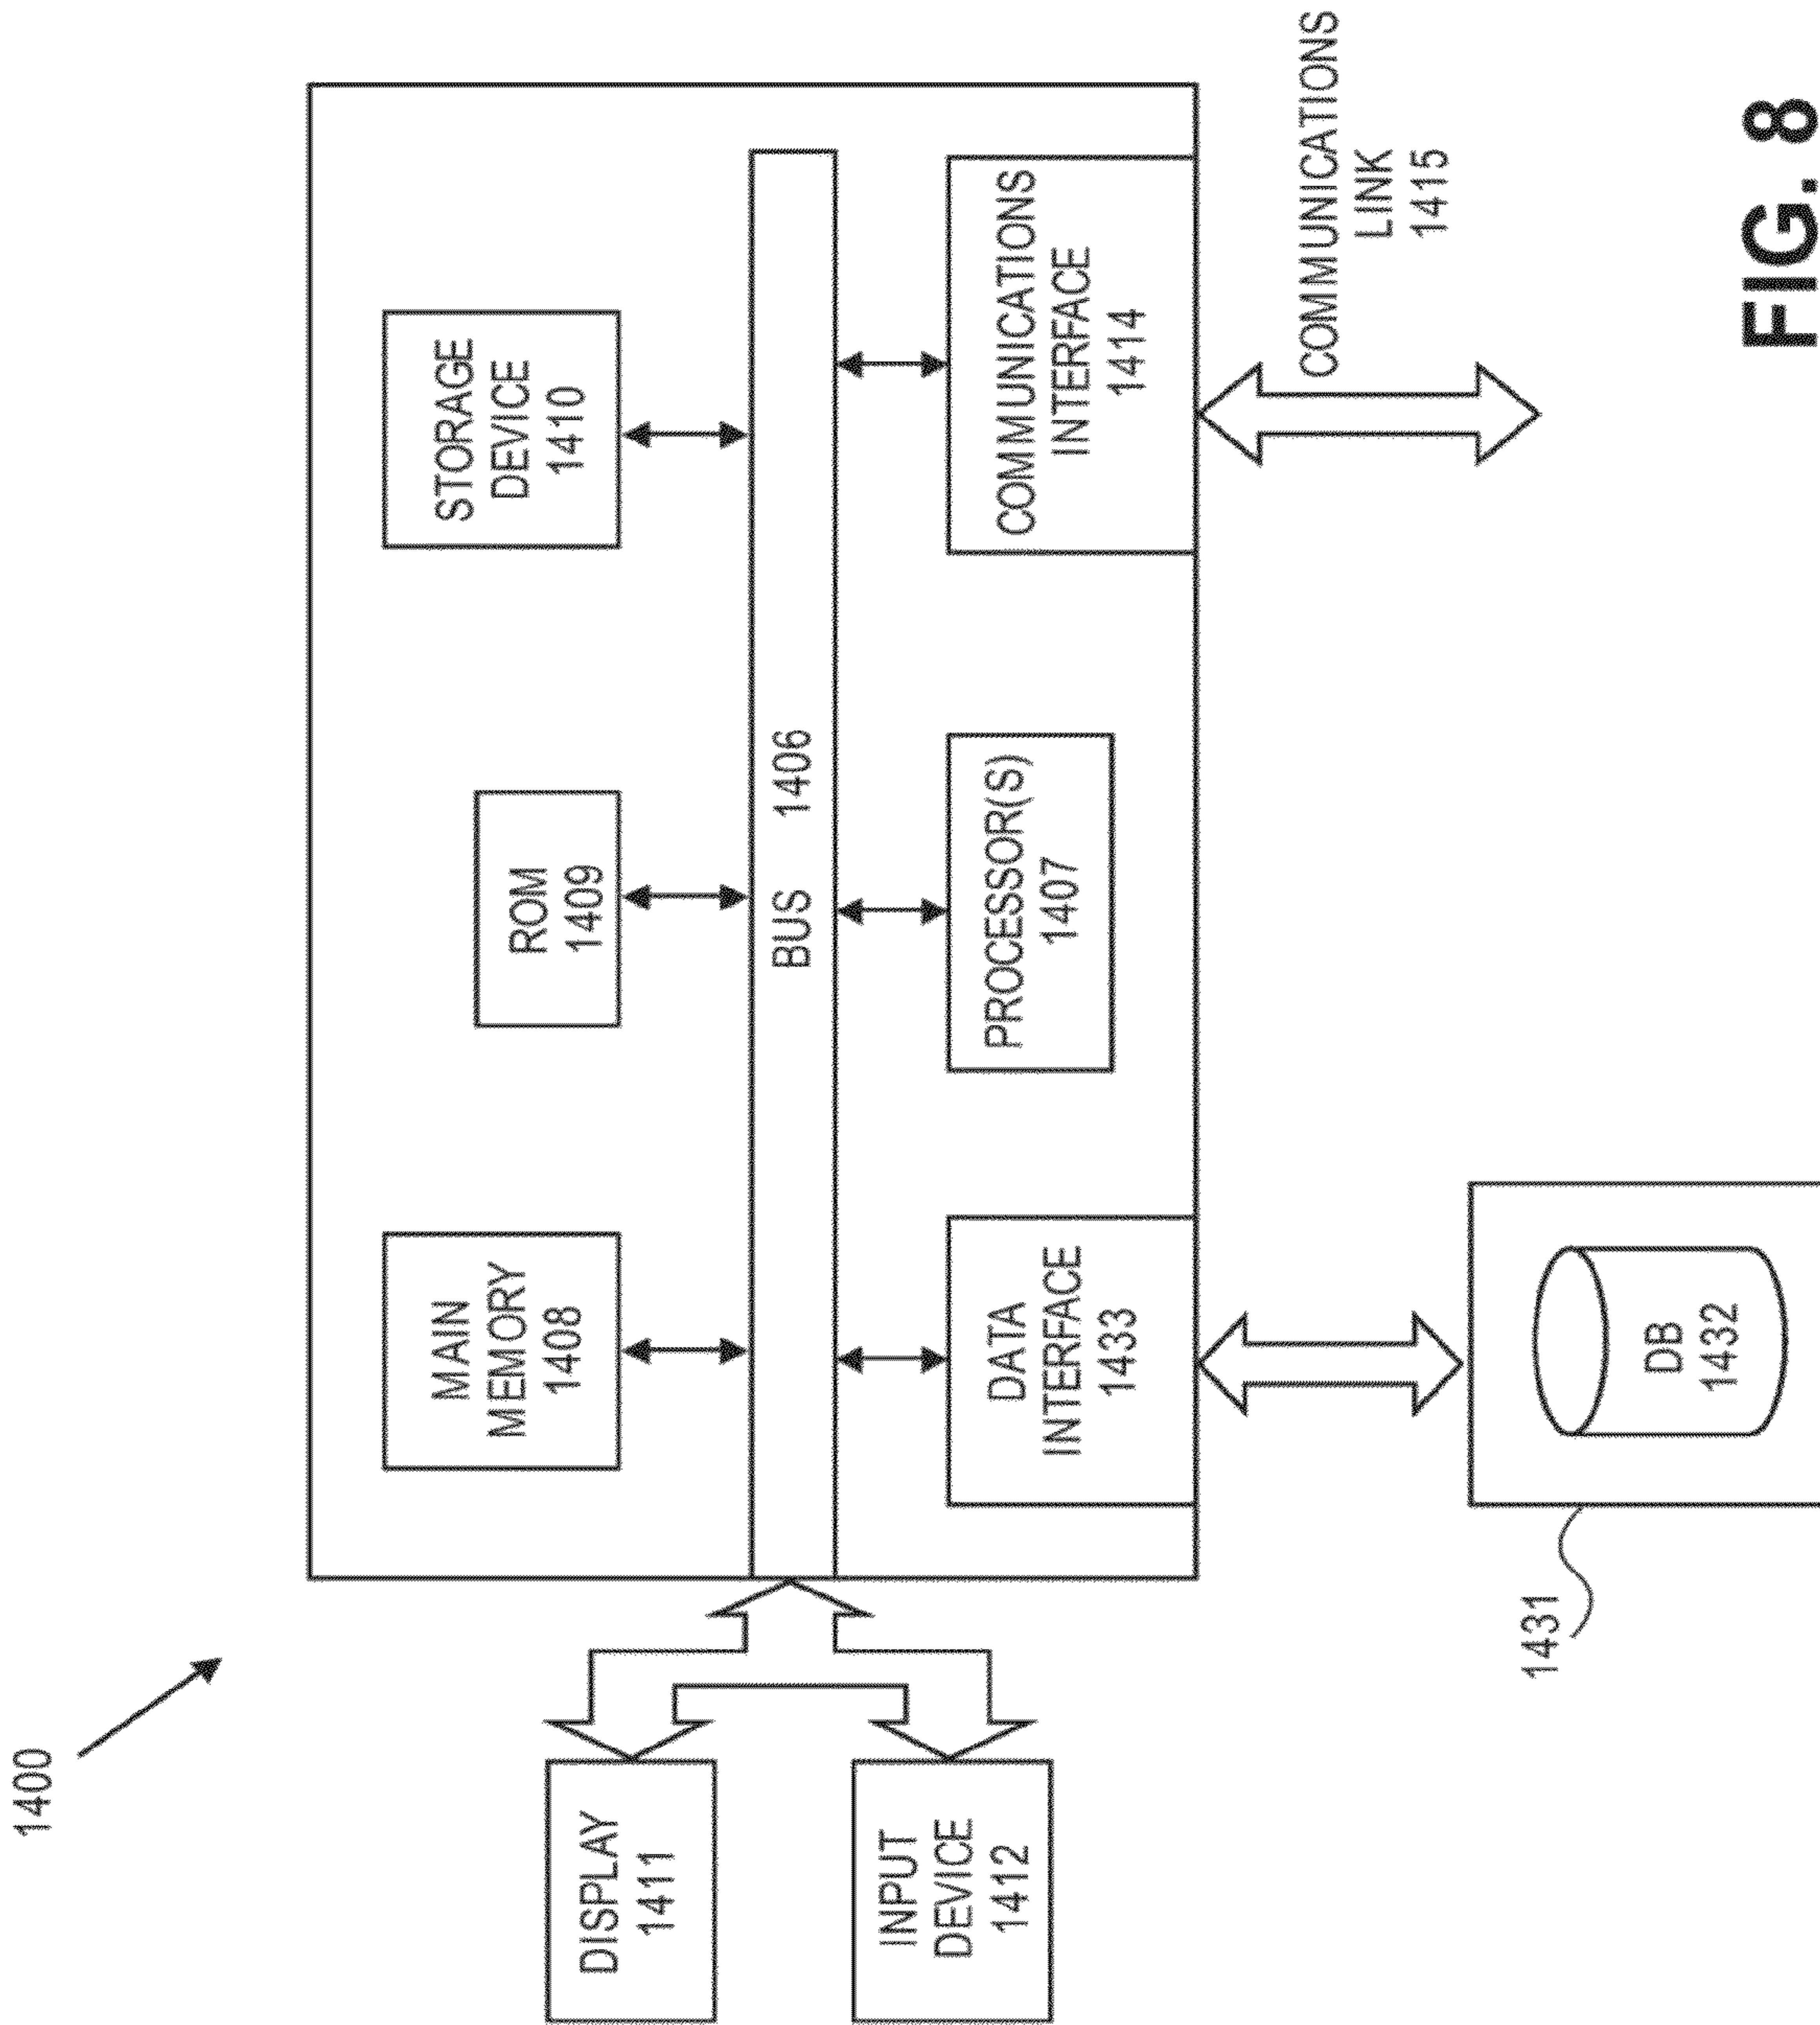 1400
MAIN
MEMORY
1408
ROM
1409
STORAGE
DEVICE
1410
DISPLAY
1411
BUS 1406
INPUT
DEVICE
1412
DATA
INTERFACE
1433
PROCESSOR(S)
1407
COMMUNICATIONS
INTERFACE
1414
COMMUNICATIONS
LINK
1415
1431
DB
1432
FIG. 8